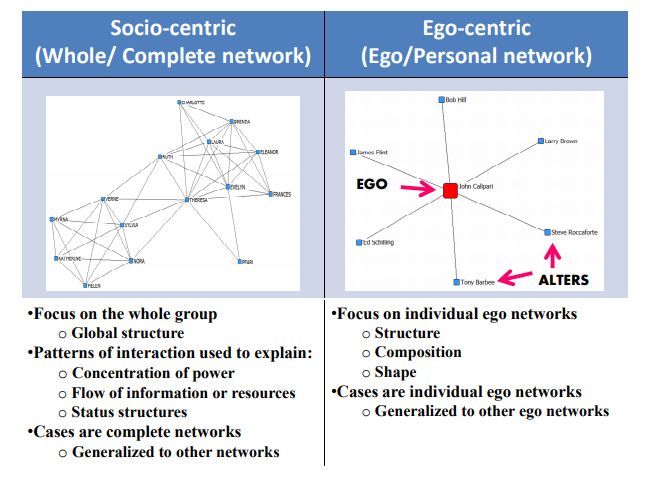 Socio-centric
(Whole/ Complete network)
Ego-centric
(Ego/Personal network)
CHARLOTTE
BRENDA
LAURA
ELEANOR
RUTH
EVELYN
FRANCES
VERNE
THERESA
MYRNA
SYLVIA
KATHERINE
NORA
PEARL
HELEN
Bob Hill
Larry Brown
James Flint
EGO
John Calipari
Steve Roccaforte
Ed Schilling
Tony Barbee
ALTERS
•Focus on the whole group
o Global structure
•Patterns of interaction used to explain:
o Concentration of power
o Flow of information or resources
o Status structures
•Cases are complete networks
o Generalized to other networks
•Focus on individual ego networks
o Structure
o Composition
o Shape
•Cases are individual ego networks
o Generalized to other ego networks